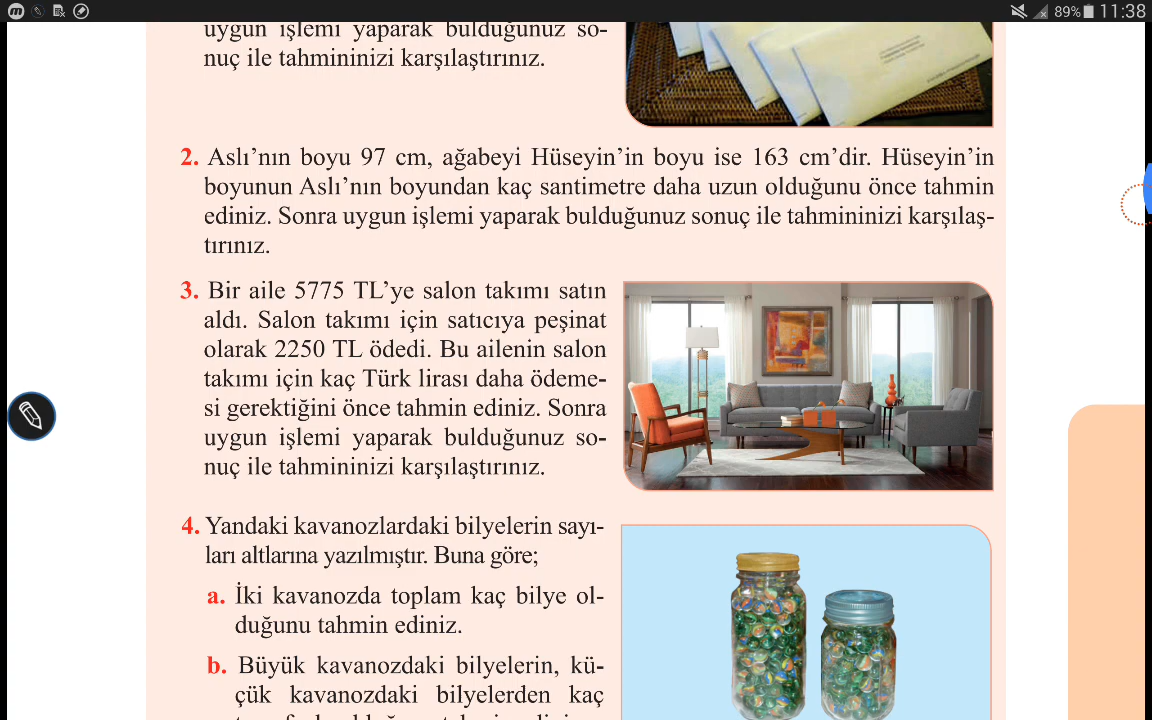 89% 11:38
uygun işlemi yaparak bulduğunuz so-
nuç ile tahmininizi karşılaştırınız.
2. Aslı’nın boyu 97 cm, ağabeyi Hüseyin’in boyu ise 163 cm’dir. Hüseyin’in
boyunun Aslı’nın boyundan kaç santimetre daha uzun olduğunu önce tahmin
ediniz. Sonra uygun işlemi yaparak bulduğunuz sonuç ile tahmininizi karşılaş-
tırınız.
3. Bir aile 5775 TL’ye salon takımı satın
aldı. Salon takımı için satıcıya peşinat
olarak 2250 TL ödedi. Bu ailenin salon
takımı için kaç Türk lirası daha ödeme-
si gerektiğini önce tahmin ediniz. Sonra
uygun işlemi yaparak bulduğunuz so-
nuç ile tahmininizi karşılaştırınız.
4. Yandaki kavanozlardaki bilyelerin sayı-
ları altlarına yazılmıştır. Buna göre;
a. İki kavanozda toplam kaç bilye ol-
duğunu tahmin ediniz.
b. Büyük kavanozdaki bilyelerin, kü-
çük kavanozdaki bilyelerden kaç